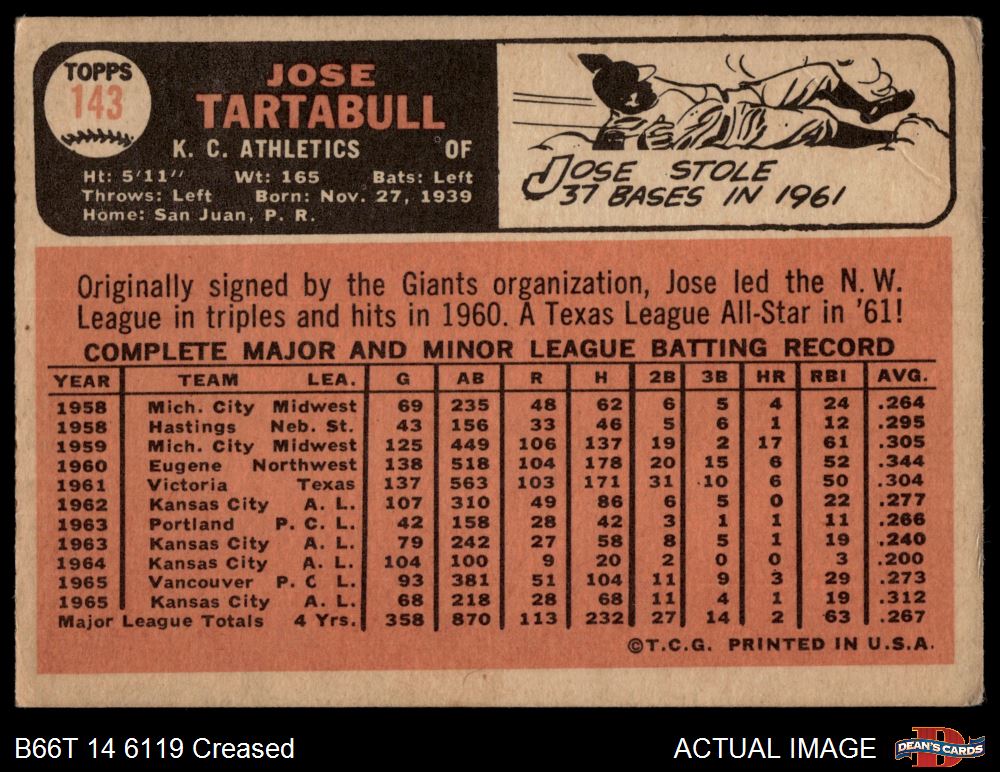 TOPPS
143
JOSE
TARTABULL
K. C. ATHLETICS OF
Ht: 5'11" Wt: 165 Bats: Left
Throws: Left Born: Nov. 27, 1939
Home: San Juan, P. R.
1
JOSE STOLE
37 BASES IN 1961
Originally signed by the Giants organization, Jose led the N. W.
League in triples and hits in 1960. A Texas League All-Star in '61!
COMPLETE MAJOR AND MINOR LEAGUE BATTING RECORD
YEAR TEAM LEA. G AB R H 2B 3B HR RBI AVG.
1958 Mich. City Midwest 69 235 48 62 6 5 4 24 .264
1958 Hastings Neb. St. 43 156 33 46 5 6 1 12 .295
1959 Mich. City Midwest 125 449 106 137 19 2 17 61 .305
1960 Eugene Northwest 138 518 104 178 20 15 6 52 .344
1961 Victoria Texas 137 563 103 171 31 10 6 50 .304
1962 Kansas City A. L. 107 310 49 86 6 5 0 22 .277
1963 Portland P. C. L. 42 158 28 42 3 1 1 11 .266
1963 Kansas City A. L. 79 242 27 58 8 5 1 19 .240
1964 Kansas City A. L. 104 100 9 20 2 0 0 3 .200
1965 Vancouver P. C L. 93 381 51 104 11 9 3 29 .273
1965 Kansas City A. L. 68 218 28 68 11 4 1 19 .312
Major League Totals 4 Yrs. 358 870 113 232 27 14 2 63 .267
©T.C.G. PRINTED IN U.S.A.
B66T 14 6119 Creased ACTUAL IMAGE
D
DEAN'S CARDS